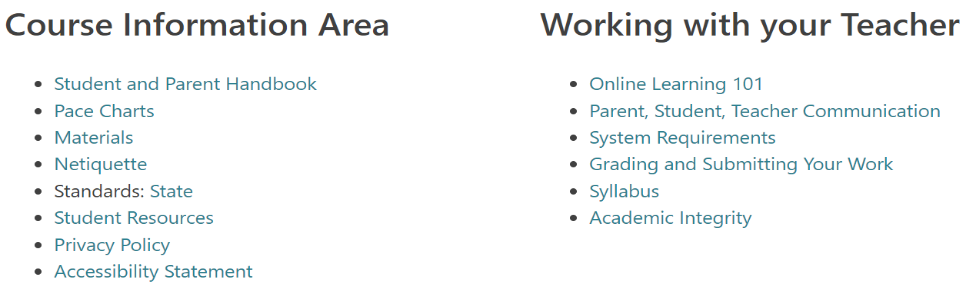 Course Information Area
• Student and Parent Handbook
• Pace Charts
• Materials
• Netiquette
• Standards: State
• Student Resources
• Privacy Policy
• Accessibility Statement
Working with your Teacher
• Online Learning 101
• Parent, Student, Teacher Communication
• System Requirements
• Grading and Submitting Your Work
• Syllabus
• Academic Integrity